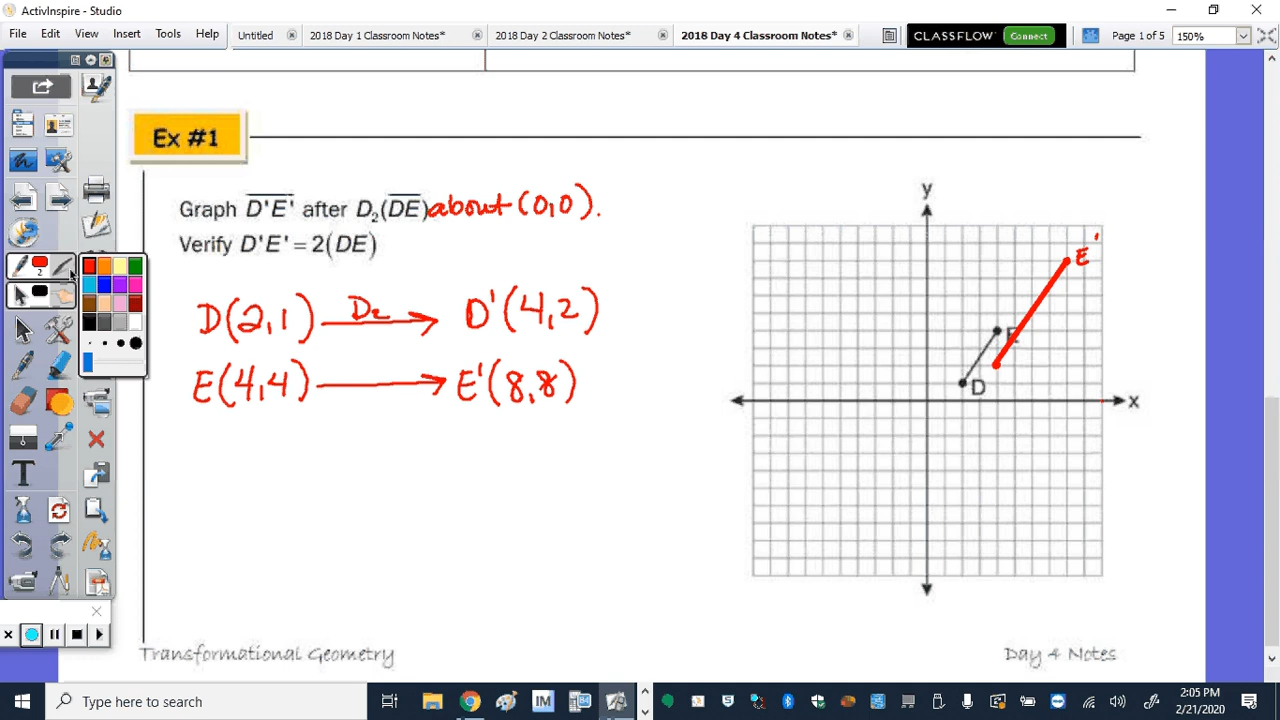 ActivInspire - Studio
File Edit View Insert Tools Help Untitled 2018 Day 1 Classroom Notes* 2018 Day 2 Classroom Notes* 2018 Day 4 Classroom Notes* CLASSFLOW Connect Page 1 of 5 150%
Ex #1
Graph D'E' after D₂(DE) about (0,0).
Verify D'E' = 2(DE)
D(2,1) D₂ D'(4,2)
E(4,4) E'(8,8)
y
E'
E
D
x
2
T
Transformational Geometry
Day 4 Notes
Type here to search
IM
2:05 PM
2/21/2020